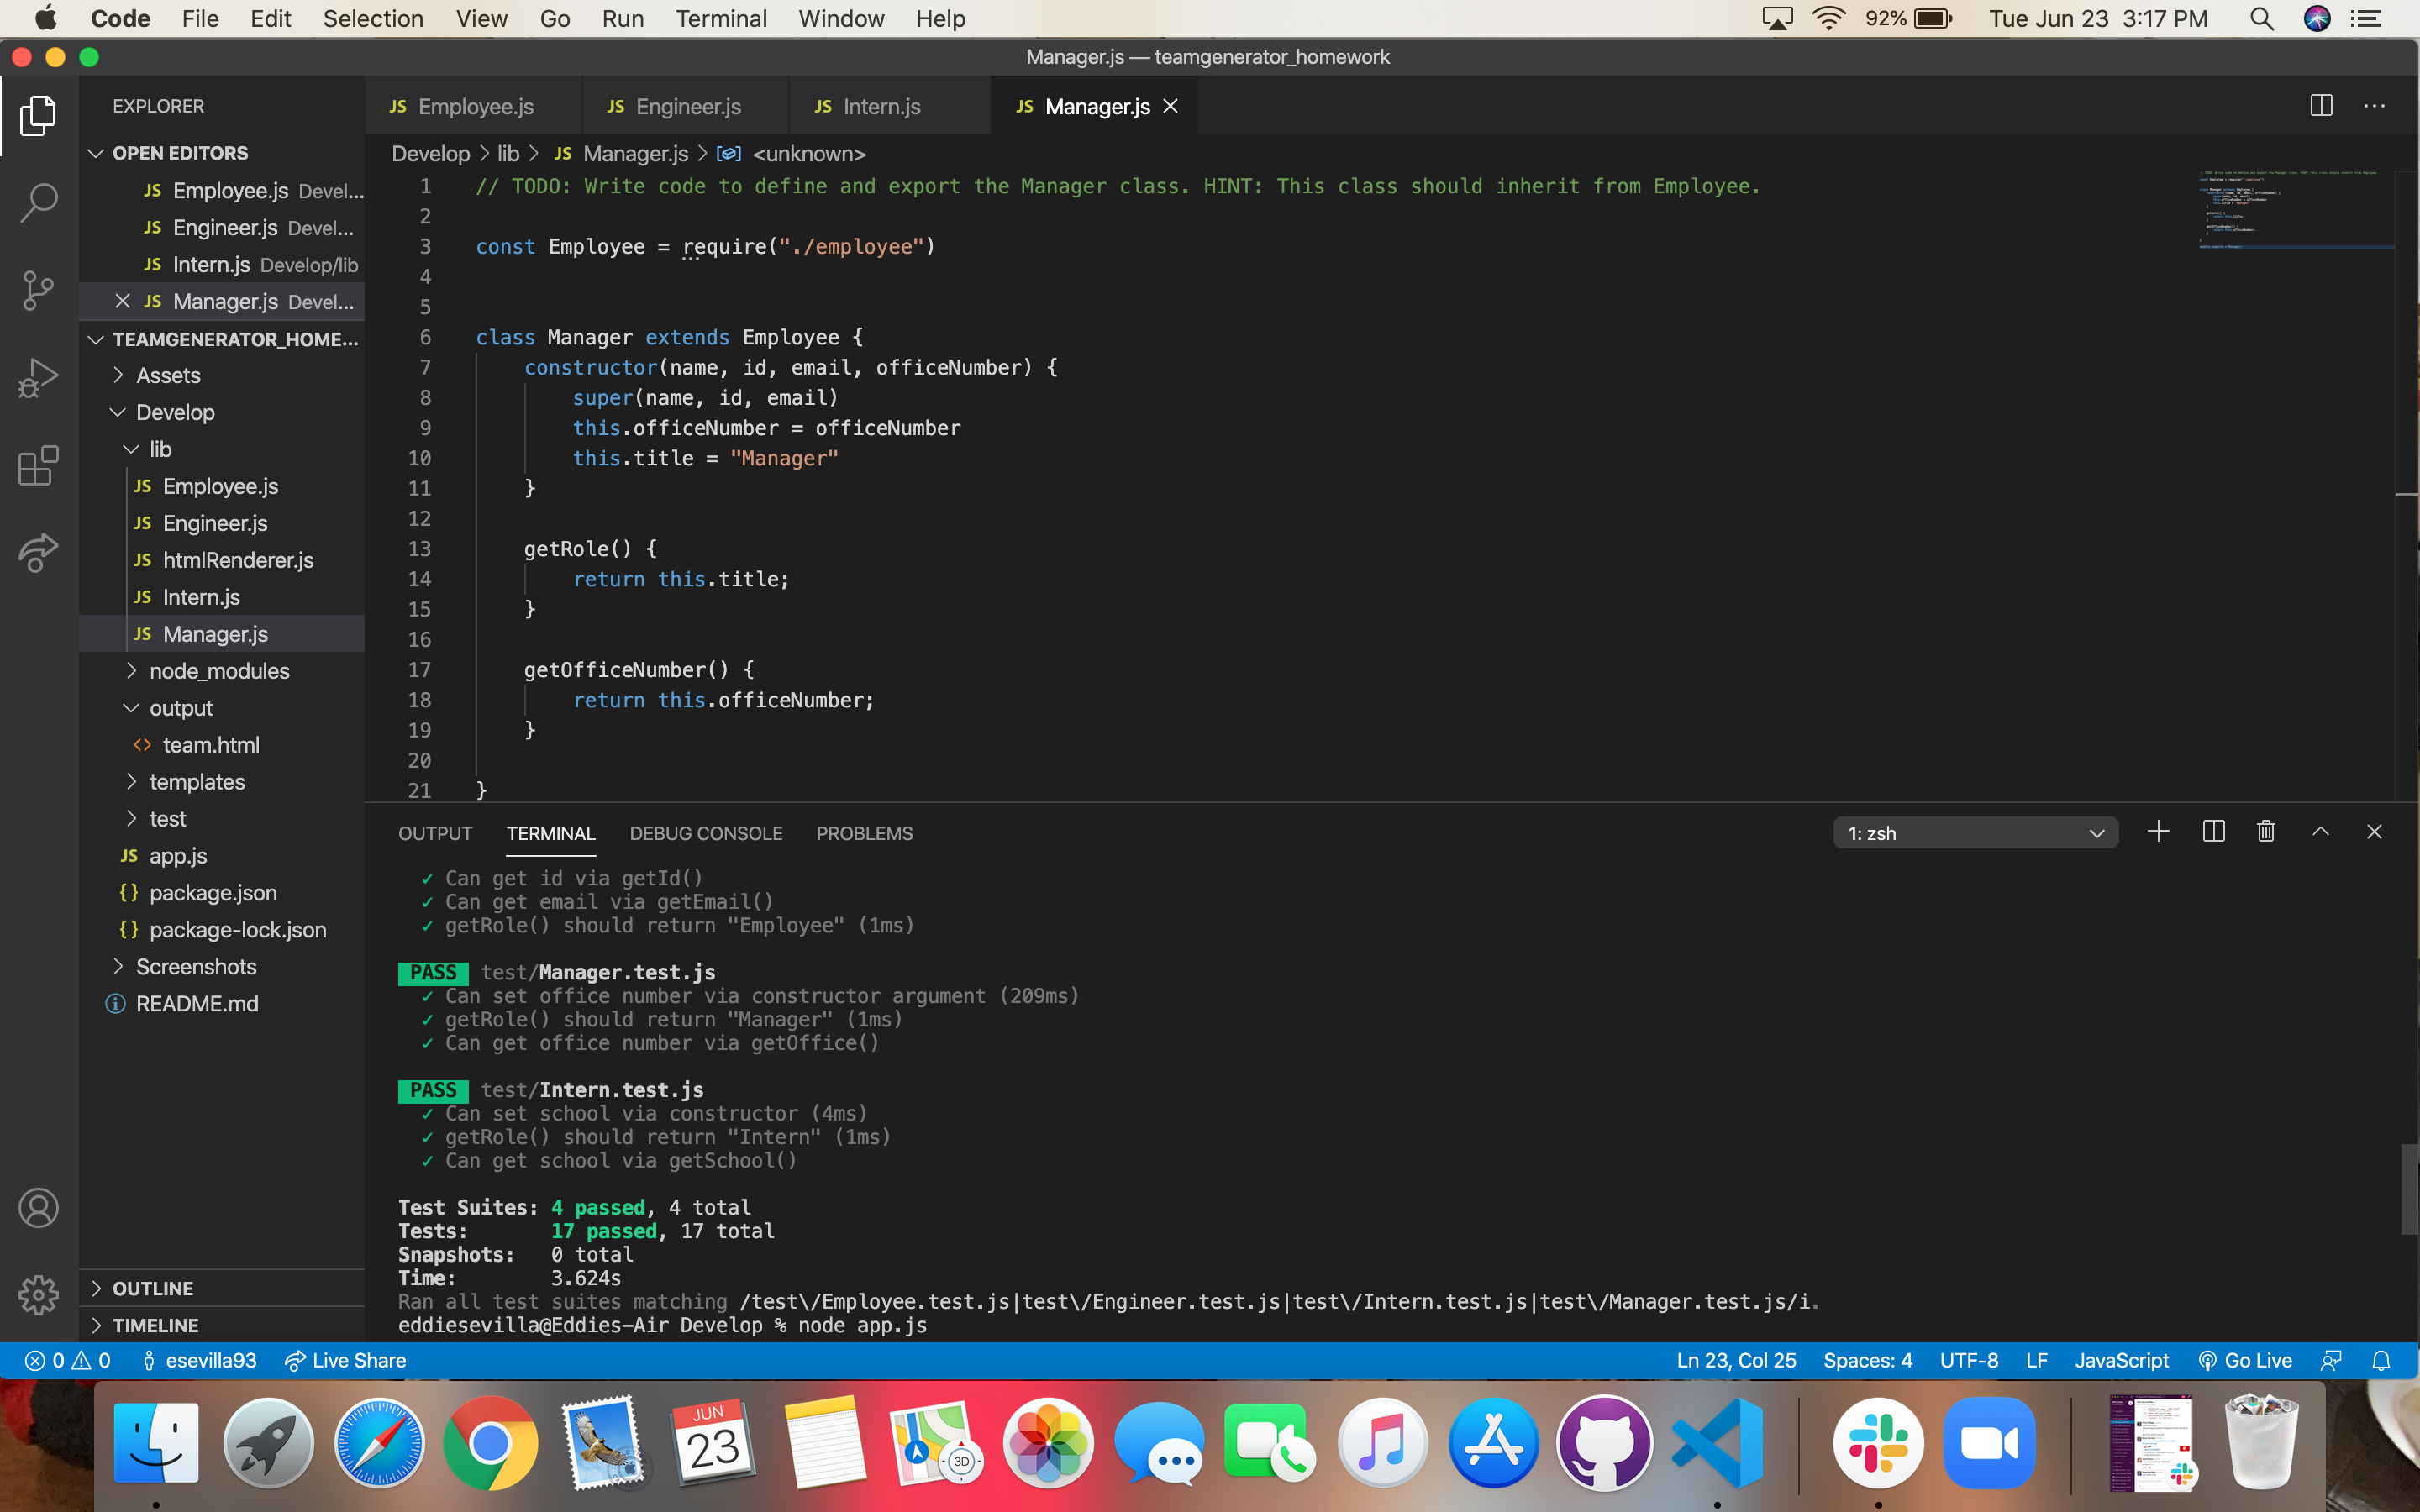 Code File Edit Selection View Go Run Terminal Window Help 92% Tue Jun 23 3:17 PM
Manager.js — teamgenerator_homework
EXPLORER
JS Employee.js JS Engineer.js JS Intern.js JS Manager.js
OPEN EDITORS
JS Employee.js Devel...
JS Engineer.js Devel...
JS Intern.js Develop/lib
JS Manager.js Devel...
TEAMGENERATOR_HOME...
Assets
Develop
lib
JS Employee.js
JS Engineer.js
JS htmlRenderer.js
JS Intern.js
JS Manager.js
node_modules
output
<> team.html
templates
test
JS app.js
{} package.json
{} package-lock.json
Screenshots
README.md
OUTLINE
TIMELINE
Develop > lib > JS Manager.js > <unknown>
1 // TODO: Write code to define and export the Manager class. HINT: This class should inherit from Employee.
2
3 const Employee = require("./employee")
4
5
6 class Manager extends Employee {
7 constructor(name, id, email, officeNumber) {
8 super(name, id, email)
9 this.officeNumber = officeNumber
10 this.title = "Manager"
11 }
12
13 getRole() {
14 return this.title;
15 }
16
17 getOfficeNumber() {
18 return this.officeNumber;
19 }
20
21 }
OUTPUT TERMINAL DEBUG CONSOLE PROBLEMS 1: zsh
✓ Can get id via getId()
✓ Can get email via getEmail()
✓ getRole() should return "Employee" (1ms)
PASS test/Manager.test.js
✓ Can set office number via constructor argument (209ms)
✓ getRole() should return "Manager" (1ms)
✓ Can get office number via getOffice()
PASS test/Intern.test.js
✓ Can set school via constructor (4ms)
✓ getRole() should return "Intern" (1ms)
✓ Can get school via getSchool()
Test Suites: 4 passed, 4 total
Tests: 17 passed, 17 total
Snapshots: 0 total
Time: 3.624s
Ran all test suites matching /test\/Employee.test.js|test\/Engineer.test.js|test\/Intern.test.js|test\/Manager.test.js/i.
eddiesevilla@Eddies-Air Develop % node app.js
0 0 esevilla93 Live Share Ln 23, Col 25 Spaces: 4 UTF-8 LF JavaScript Go Live
JUN
23
3D